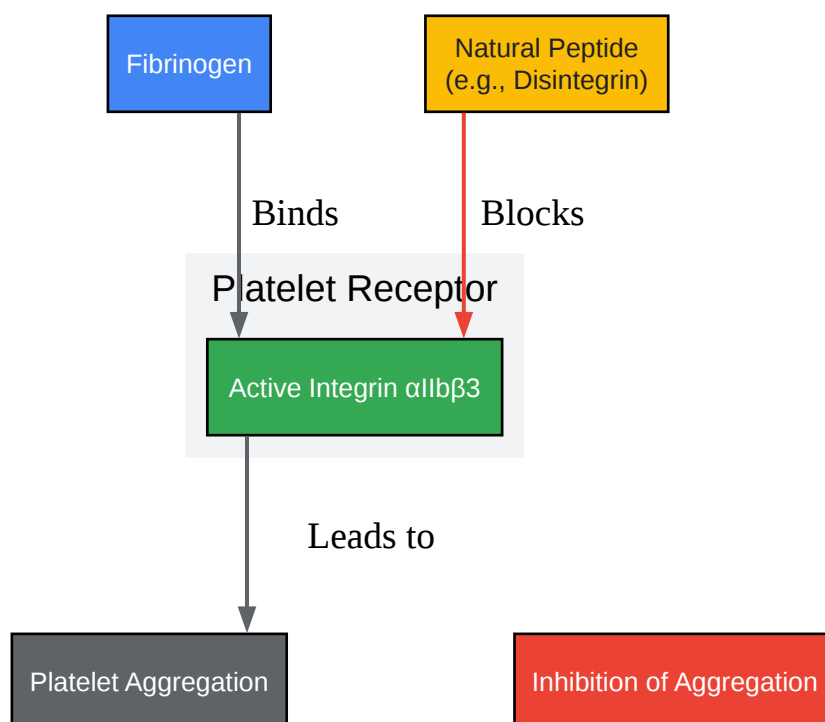 Fibrinogen
Natural Peptide
(e.g., Disintegrin)
Binds
Blocks
Platelet Receptor
Active Integrin αIIbβ3
Leads to
Platelet Aggregation
Inhibition of Aggregation